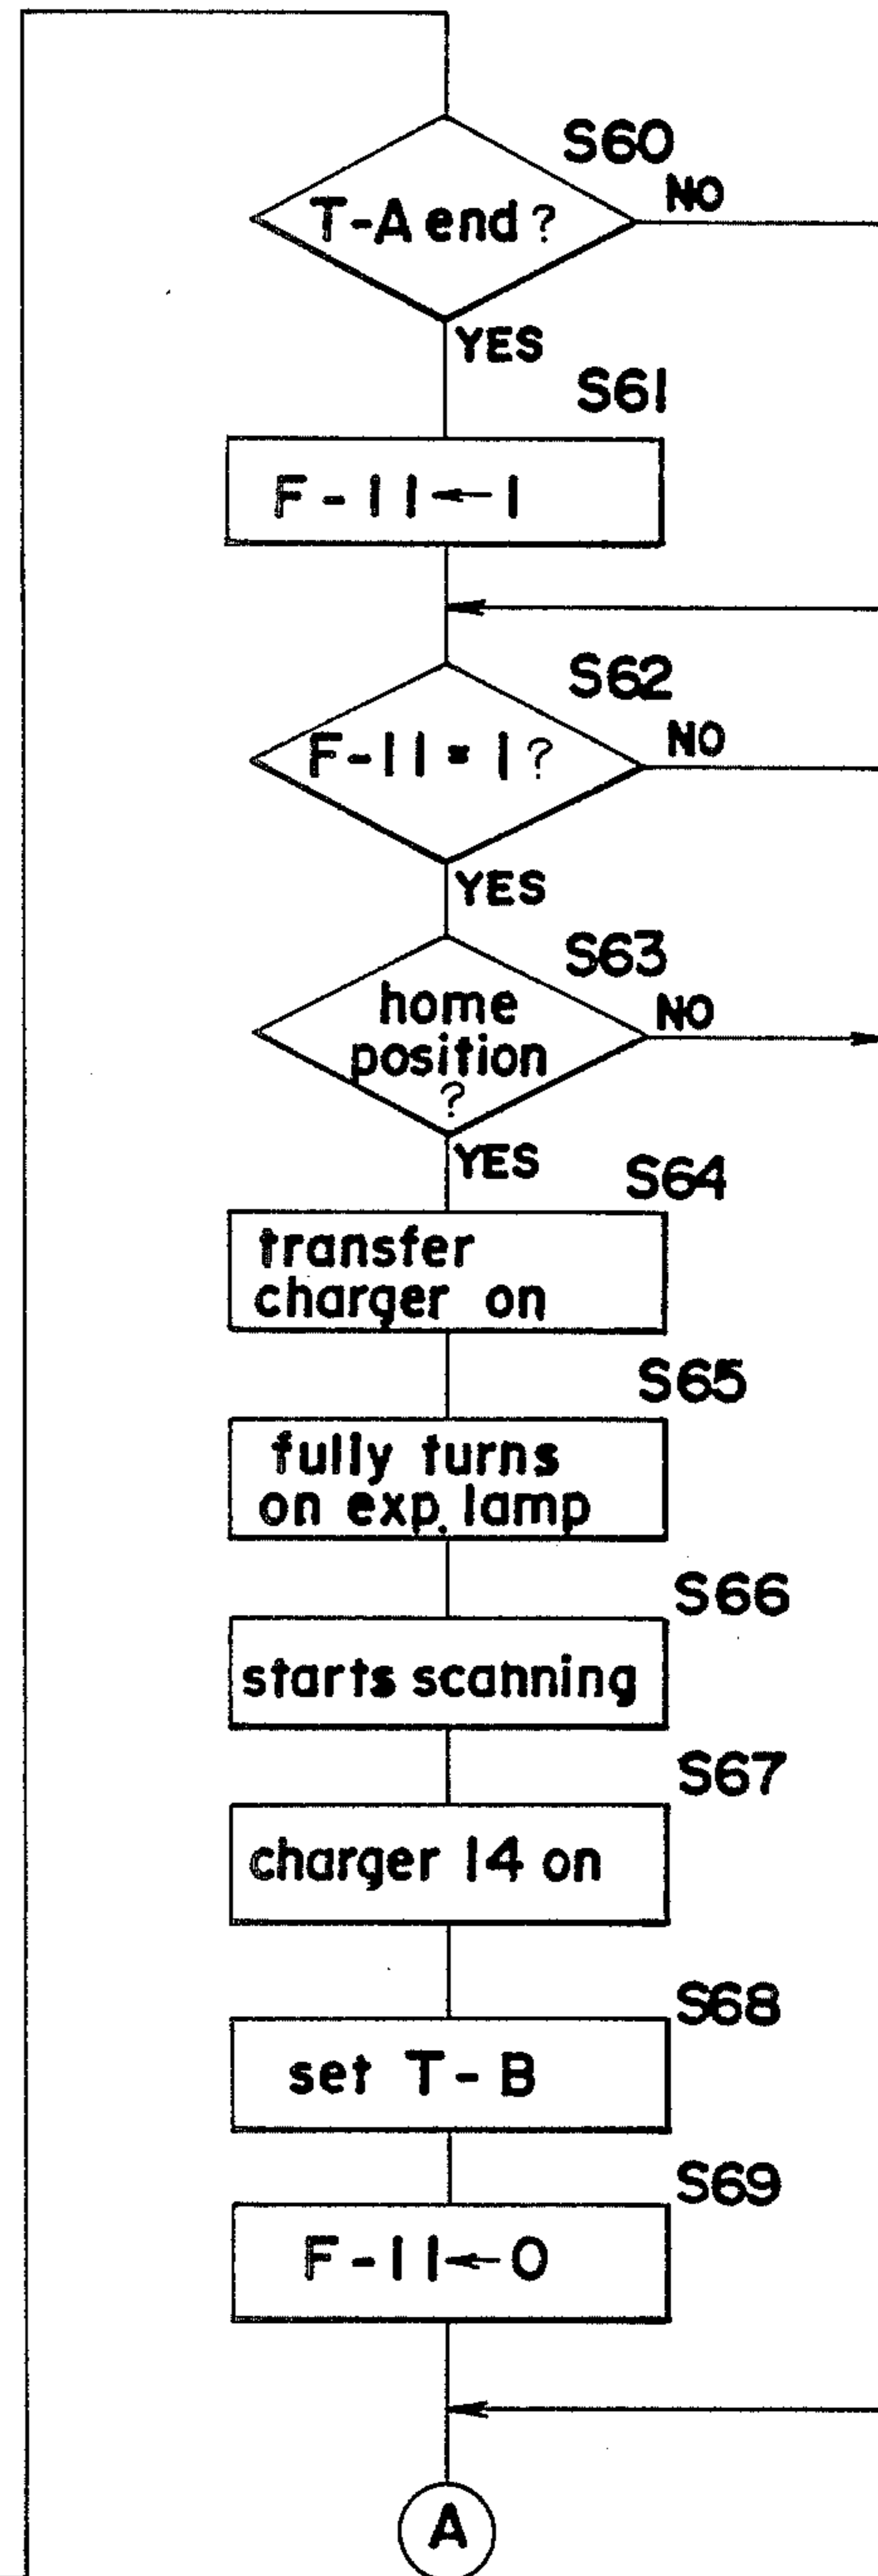 S60
T-A end ?
NO
YES
S61
F-11←1
S62
F-11=1 ?
NO
YES
S63
home
position
?
NO
YES
S64
transfer
charger on
S65
fully turns
on exp. lamp
S66
starts scanning
S67
charger 14 on
S68
set T-B
S69
F-11←0
A